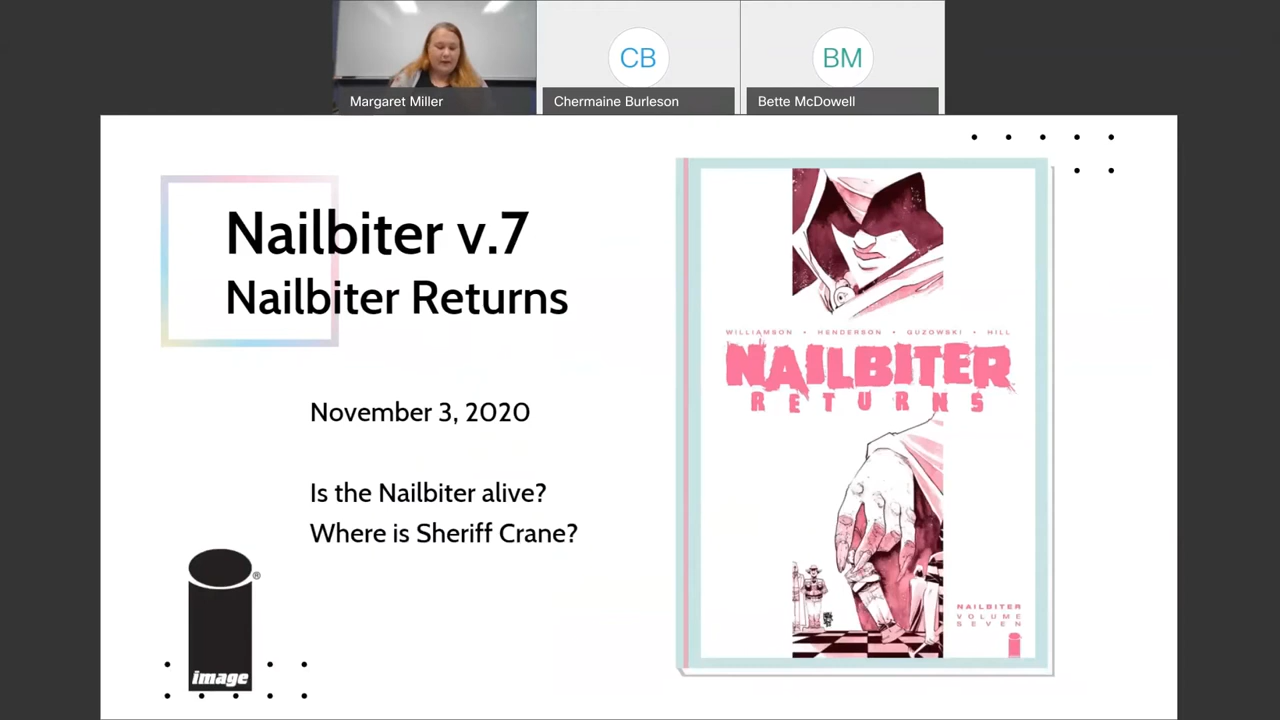 CB
BM
Margaret Miller
Chermaine Burleson
Bette McDowell
Nailbiter v.7
Nailbiter Returns
November 3, 2020
Is the Nailbiter alive?
Where is Sheriff Crane?
®
image
WILLIAMSON • HENDERSON • GUZOWSKI • HILL
NAILBITER
RETURNS
NAILBITER
VOLUME
SEVEN